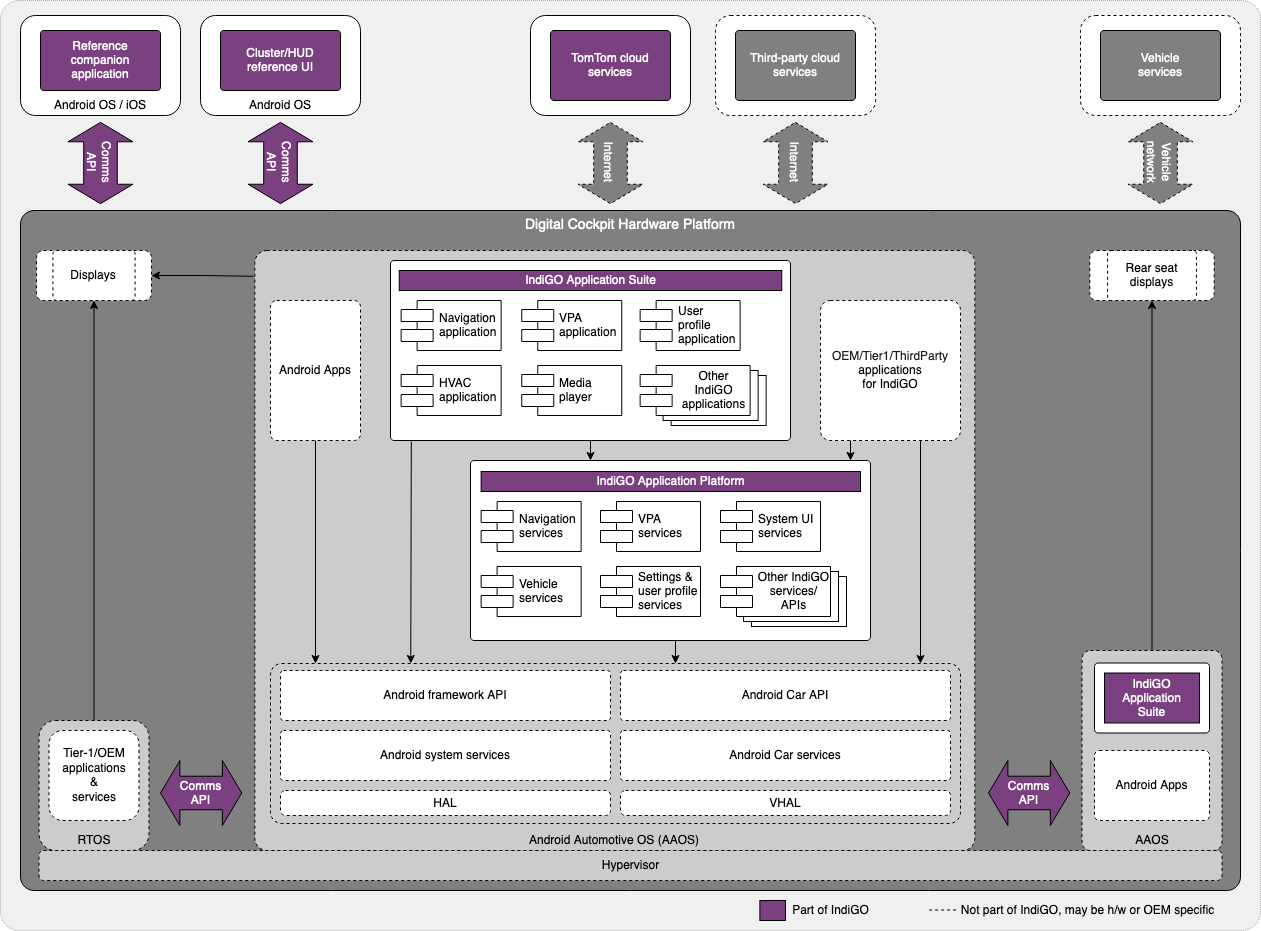 Reference
companion
application
Android OS / iOS
Cluster/HUD
reference UI
Android OS
TomTom cloud
services
Third-party cloud
services
Vehicle
services
Comms
API
Comms
API
Internet
Internet
Vehicle
network
Digital Cockpit Hardware Platform
Displays
Rear seat
displays
IndiGO Application Suite
Navigation
application
VPA
application
User
profile
application
HVAC
application
Media
player
Other
IndiGO
applications
Android Apps
OEM/Tier1/ThirdParty
applications
for IndiGO
IndiGO Application Platform
Navigation
services
VPA
services
System UI
services
Vehicle
services
Settings &
user profile
services
Other IndiGO
services/
APIs
Android framework API
Android Car API
Android system services
Android Car services
HAL
VHAL
Android Automotive OS (AAOS)
Tier-1/OEM
applications
&
services
RTOS
Comms
API
Comms
API
IndiGO
Application
Suite
Android Apps
AAOS
Hypervisor
Part of IndiGO
Not part of IndiGO, may be h/w or OEM specific